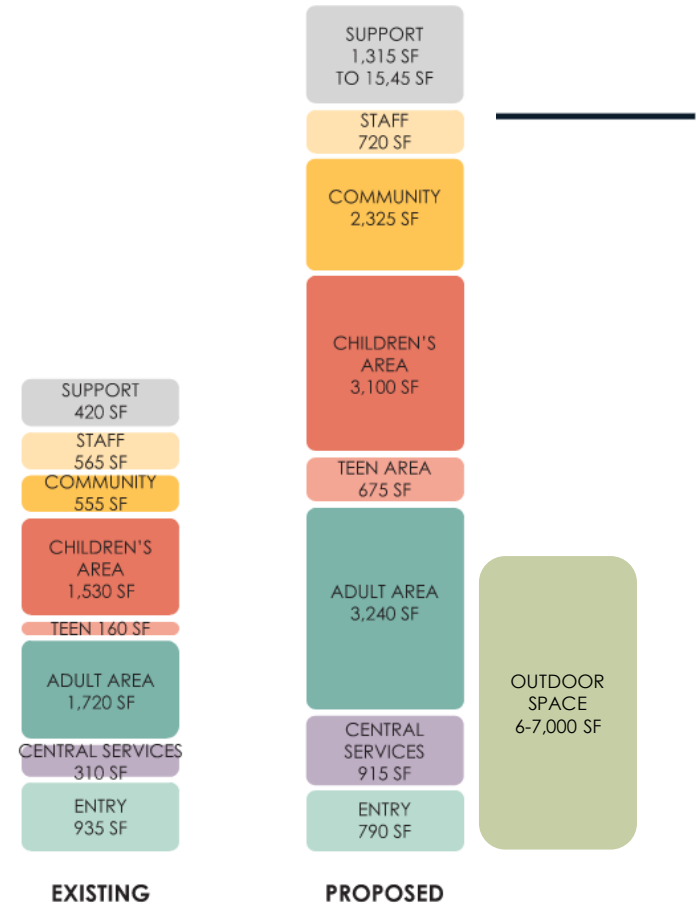 SUPPORT
420 SF
STAFF
565 SF
COMMUNITY
555 SF
CHILDREN'S
AREA
1,530 SF
TEEN 160 SF
ADULT AREA
1,720 SF
CENTRAL SERVICES
310 SF
ENTRY
935 SF
EXISTING
SUPPORT
1,315 SF
TO 15,45 SF
STAFF
720 SF
COMMUNITY
2,325 SF
CHILDREN'S
AREA
3,100 SF
TEEN AREA
675 SF
ADULT AREA
3,240 SF
CENTRAL
SERVICES
915 SF
ENTRY
790 SF
PROPOSED
OUTDOOR
SPACE
6-7,000 SF